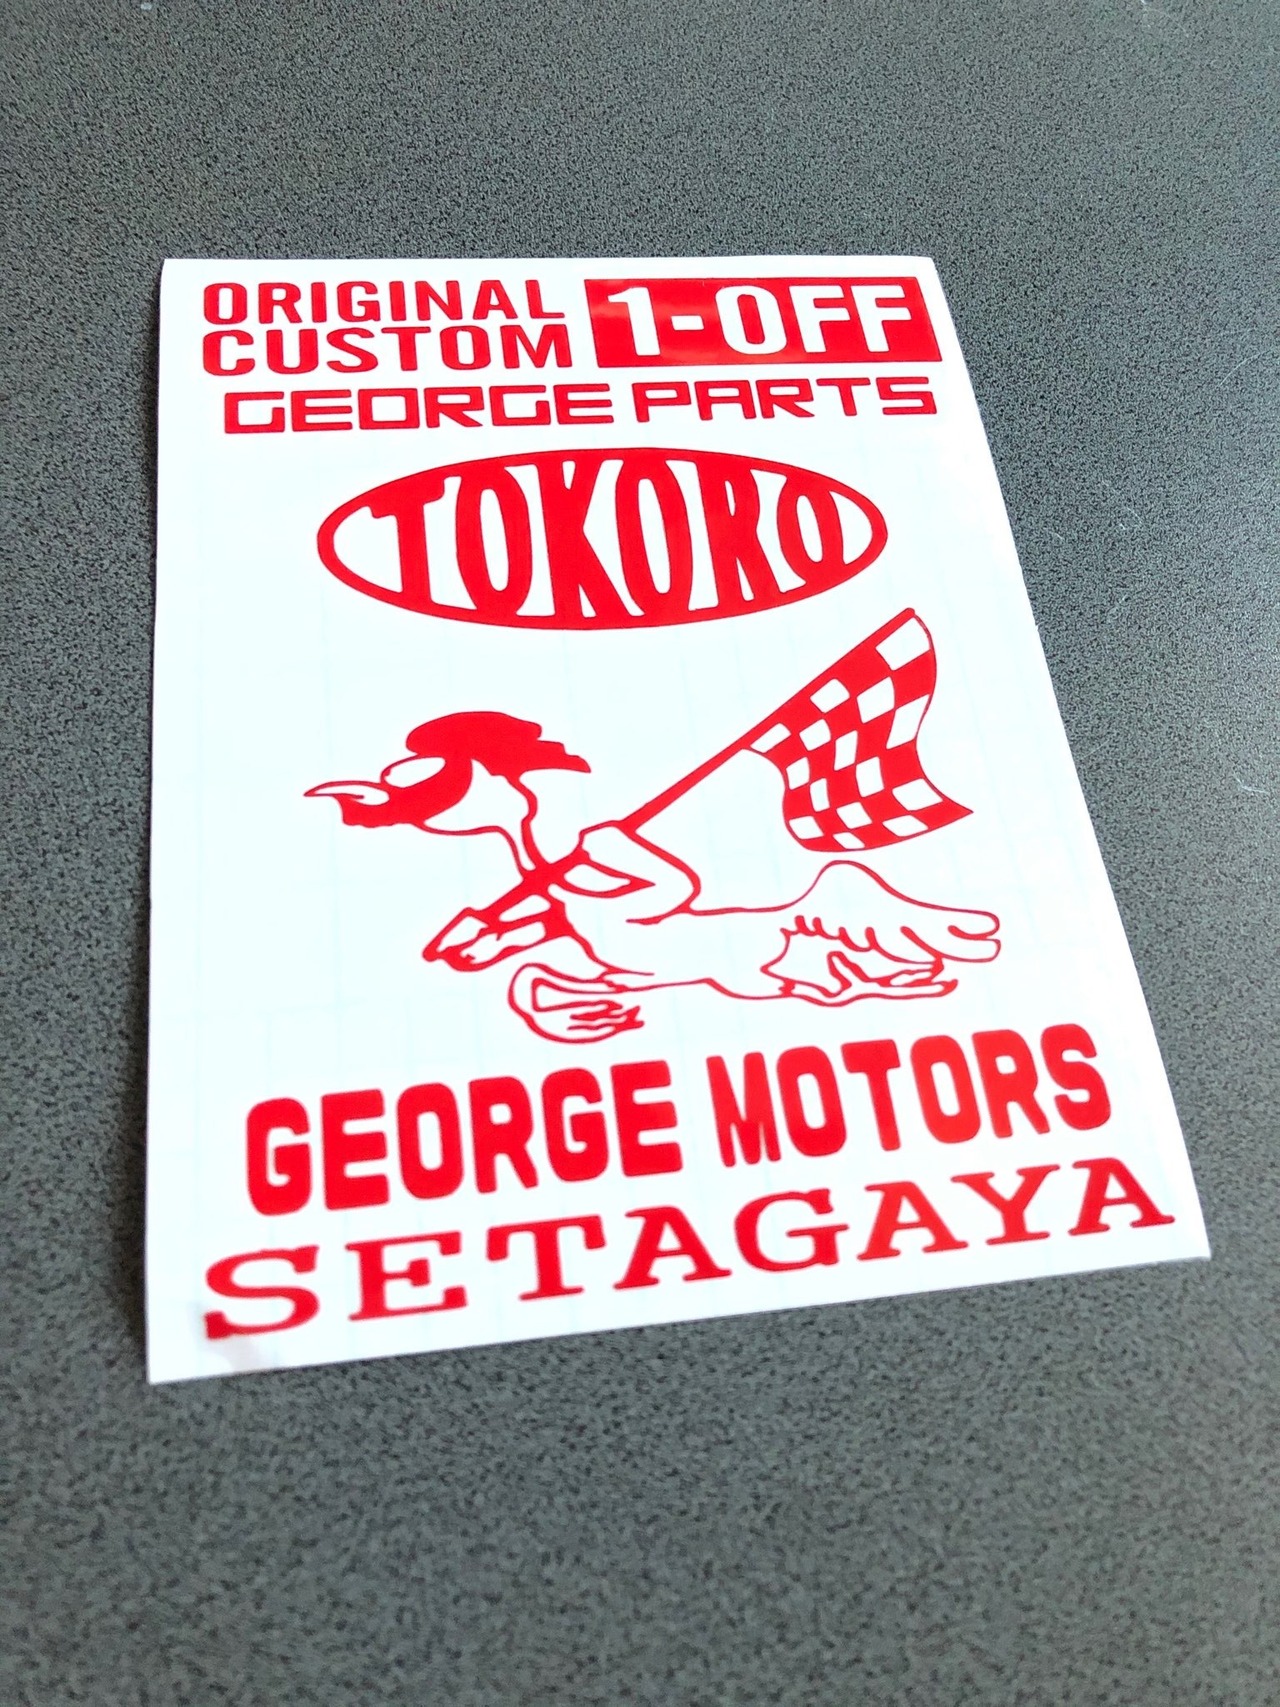 ORIGINAL
CUSTOM
1-OFF
GEORGE PARTS
TOKORO
GEORGE MOTORS
SETAGAYA